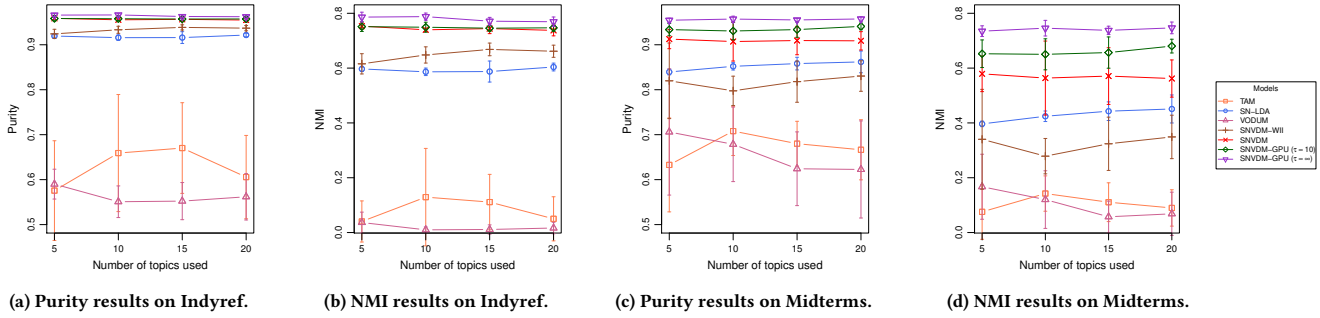 0.5 0.6 0.7 0.8 0.9
Purity
5 10 15 20
Number of topics used
(a) Purity results on Indyref.
0.0 0.2 0.4 0.6 0.8
NMI
5 10 15 20
Number of topics used
(b) NMI results on Indyref.
0.5 0.6 0.7 0.8 0.9
Purity
5 10 15 20
Number of topics used
(c) Purity results on Midterms.
0.0 0.2 0.4 0.6 0.8
NMI
5 10 15 20
Number of topics used
(d) NMI results on Midterms.
Models
TAM
SN−LDA
VODUM
SNVDM−WII
SNVDM
SNVDM−GPU (τ = 10)
SNVDM−GPU (τ = ∞)